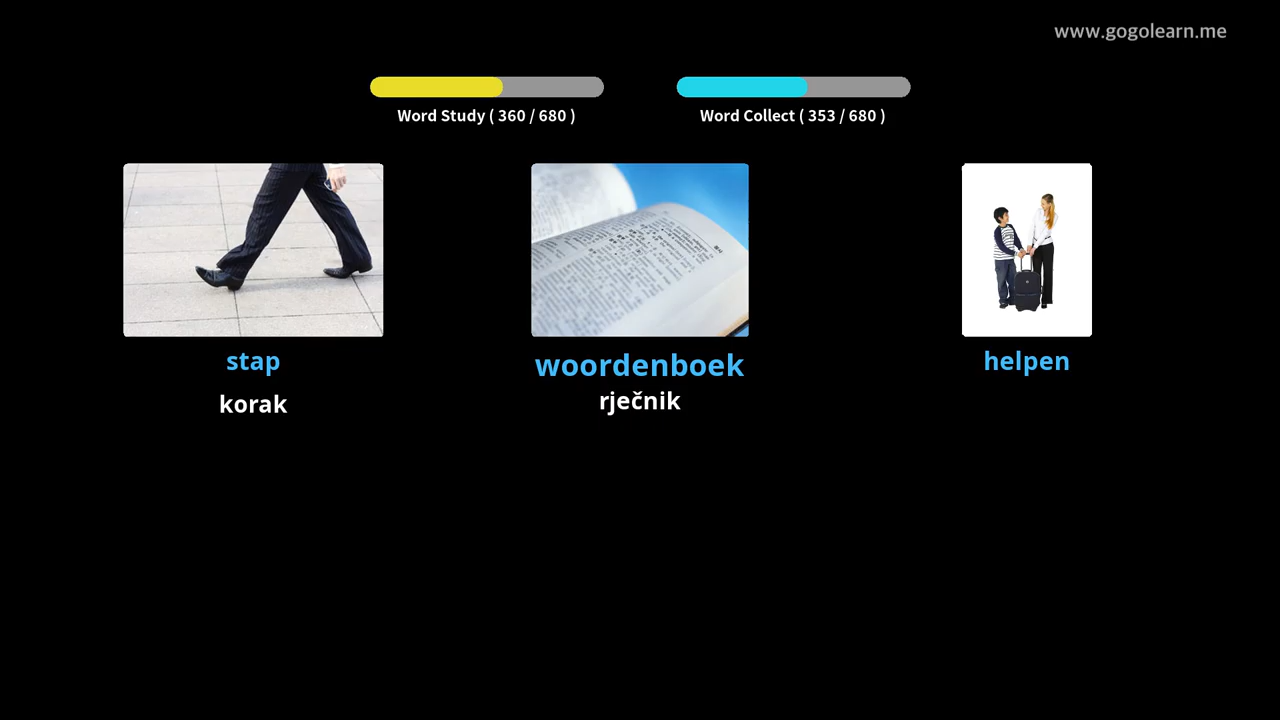 www.gogolearn.me
Word Study ( 360 / 680 )
Word Collect ( 353 / 680 )
stap
woordenboek
helpen
korak
rječnik